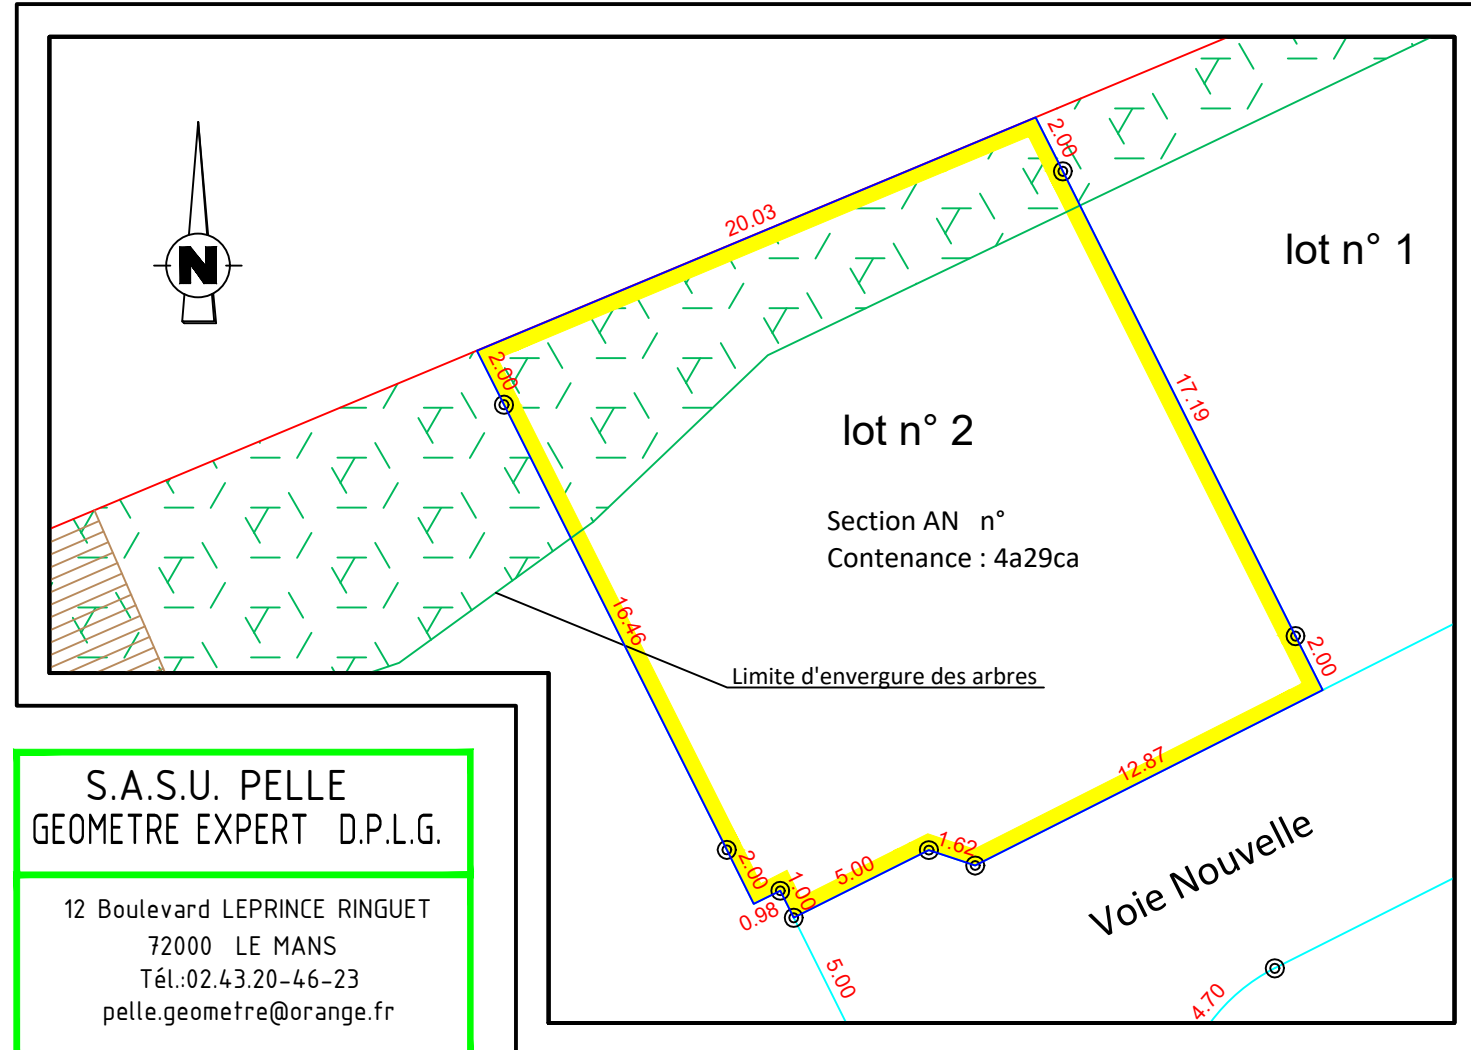 2.00
20.03
N
lot n° 1
2.00
17.19
lot n° 2
Section AN n°
Contenance : 4a29ca
16.46
2.00
Limite d'envergure des arbres
12.87
1.62
5.00
2.00
1.00
0.98
Voie Nouvelle
5.00
4.70
S.A.S.U. PELLE
GEOMETRE EXPERT D.P.L.G.
12 Boulevard LEPRINCE RINGUET
72000 LE MANS
Tél.:02.43.20-46-23
pelle.geometre@orange.fr